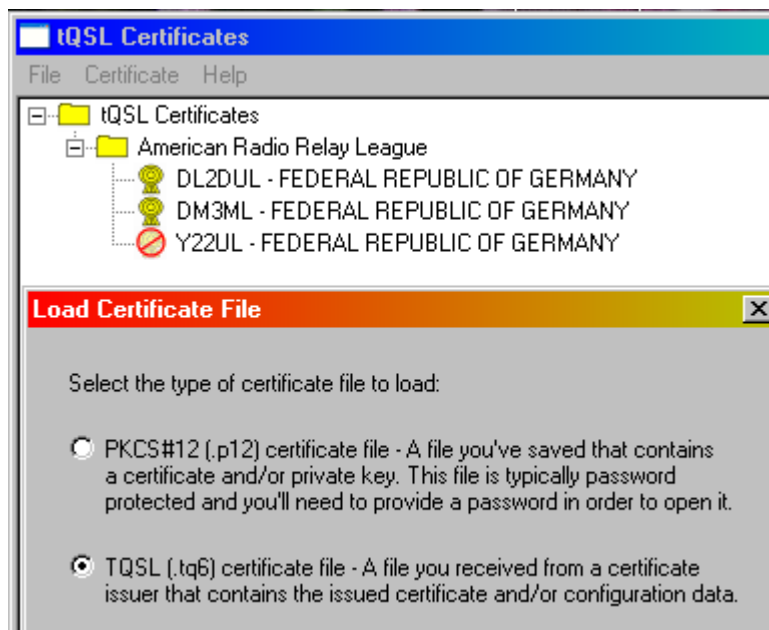 tQSL Certificates
File Certificate Help
tQSL Certificates
American Radio Relay League
DL2DUL - FEDERAL REPUBLIC OF GERMANY
DM3ML - FEDERAL REPUBLIC OF GERMANY
Y22UL - FEDERAL REPUBLIC OF GERMANY
Load Certificate File
Select the type of certificate file to load:
PKCS#12 (.p12) certificate file - A file you've saved that contains
a certificate and/or private key. This file is typically password
protected and you'll need to provide a password in order to open it.
TQSL (.tq6) certificate file - A file you received from a certificate
issuer that contains the issued certificate and/or configuration data.